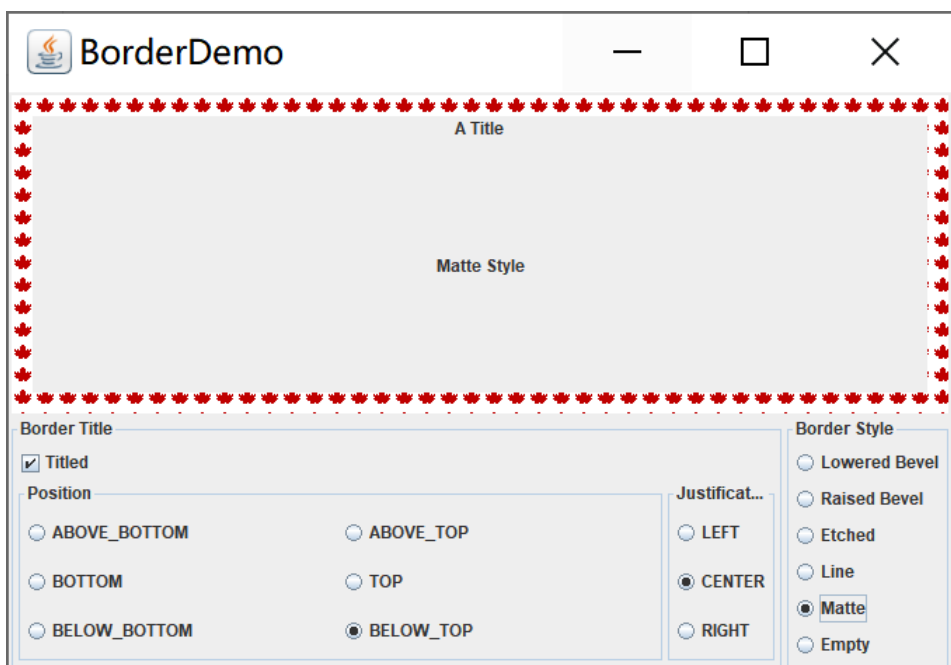 BorderDemo
A Title
Matte Style
Border Title
Titled
Position
ABOVE_BOTTOM
ABOVE_TOP
BOTTOM
TOP
BELOW_BOTTOM
BELOW_TOP
Justificat...
LEFT
CENTER
RIGHT
Border Style
Lowered Bevel
Raised Bevel
Etched
Line
Matte
Empty